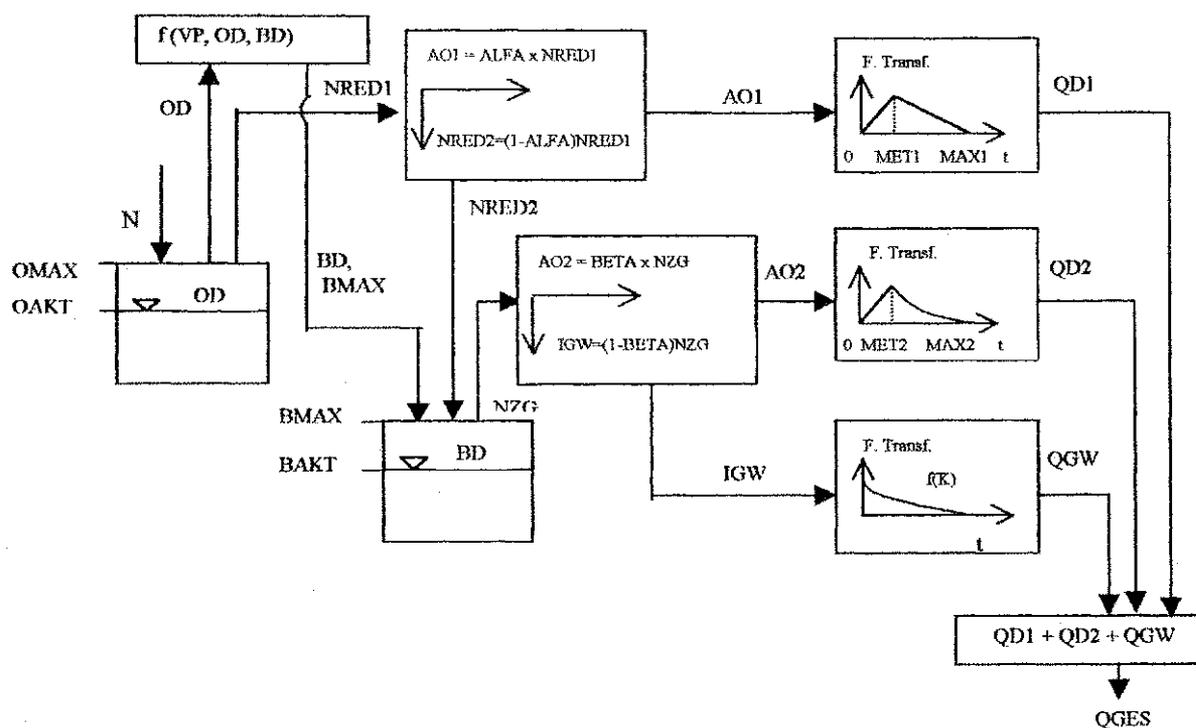 f (VP, OD, BD)
OD
N
OMAX
OAKT
OD
NRED1
AO1 = ALFA x NRED1
NRED2=(1-ALFA)NRED1
AO1
F. Transf.
0 MET1 MAX1 t
QD1
NRED2
BD,
BMAX
AO2 = BETA x NZG
IGW=(1-BETA)NZG
AO2
F. Transf.
0 MET2 MAX2 t
QD2
NZG
BMAX
BAKT
BD
IGW
F. Transf.
f(K)
t
QGW
QD1 + QD2 + QGW
QGES